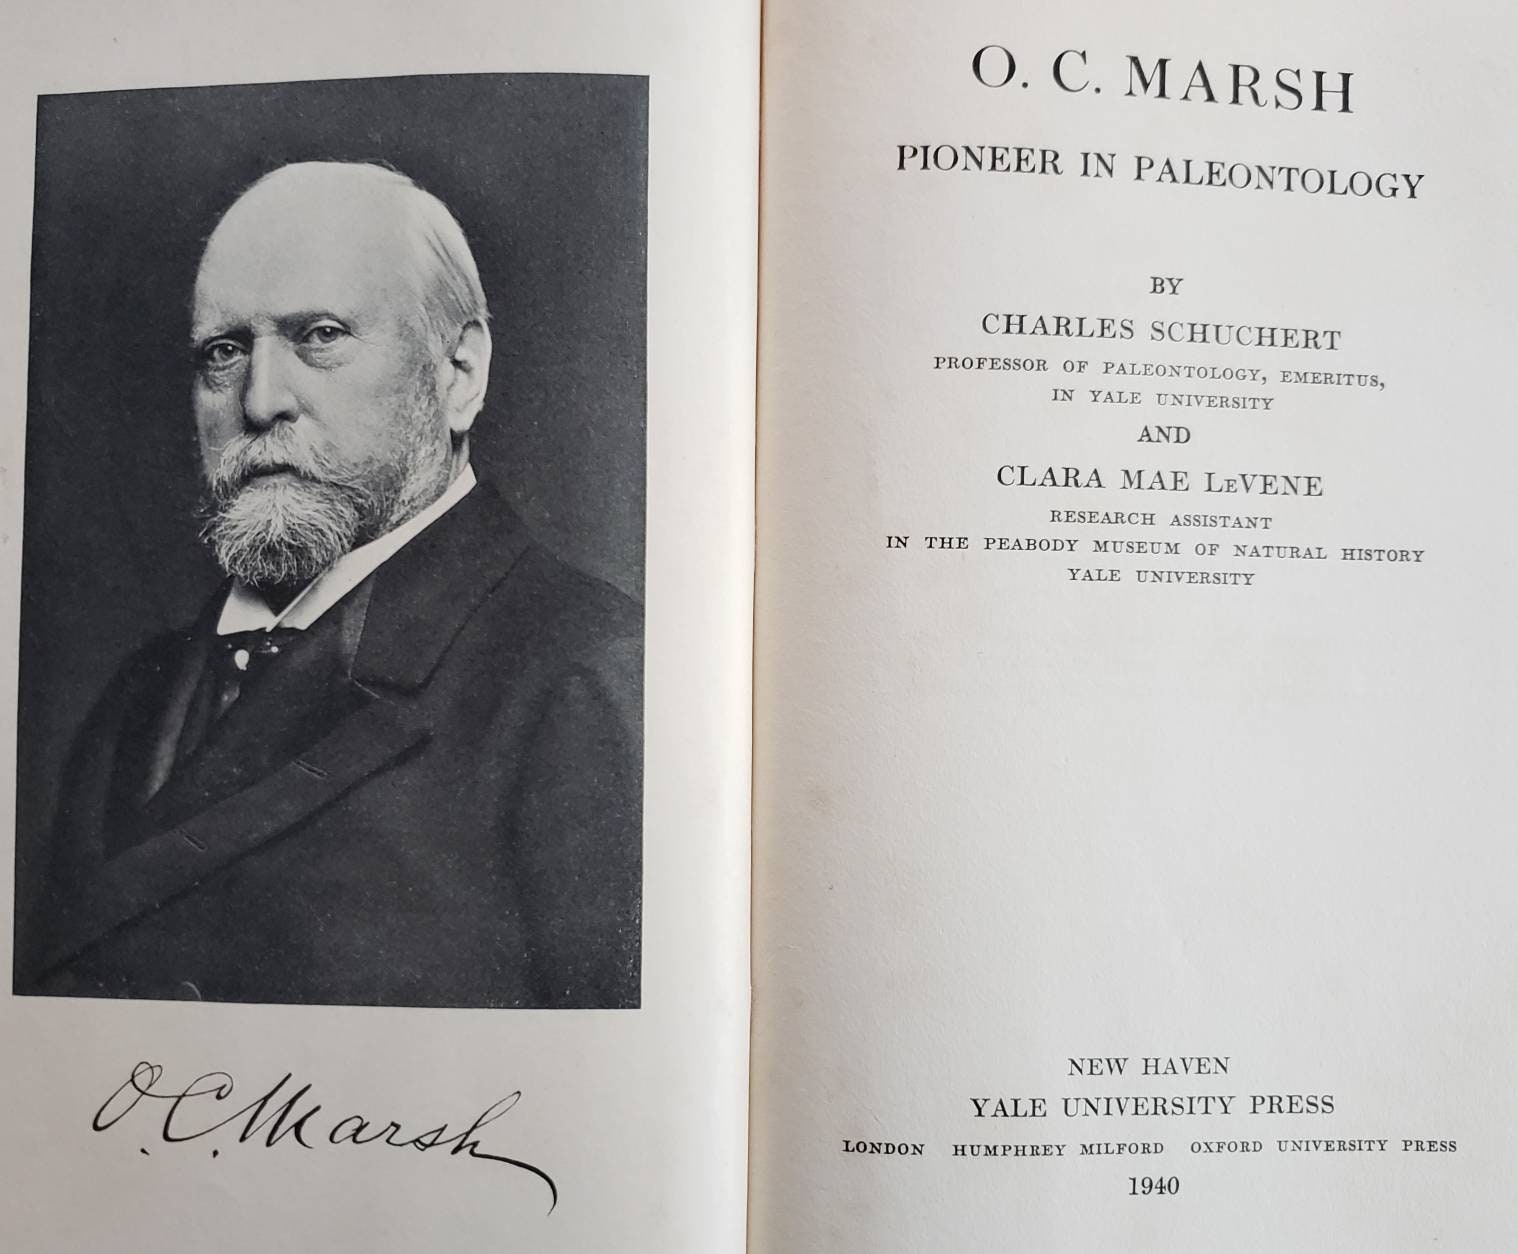 O. C. Marsh
O. C. MARSH
PIONEER IN PALEONTOLOGY
BY
CHARLES SCHUCHERT
PROFESSOR OF PALEONTOLOGY, EMERITUS,
IN YALE UNIVERSITY
AND
CLARA MAE LeVENE
RESEARCH ASSISTANT
IN THE PEABODY MUSEUM OF NATURAL HISTORY
YALE UNIVERSITY
NEW HAVEN
YALE UNIVERSITY PRESS
LONDON HUMPHREY MILFORD OXFORD UNIVERSITY PRESS
1940